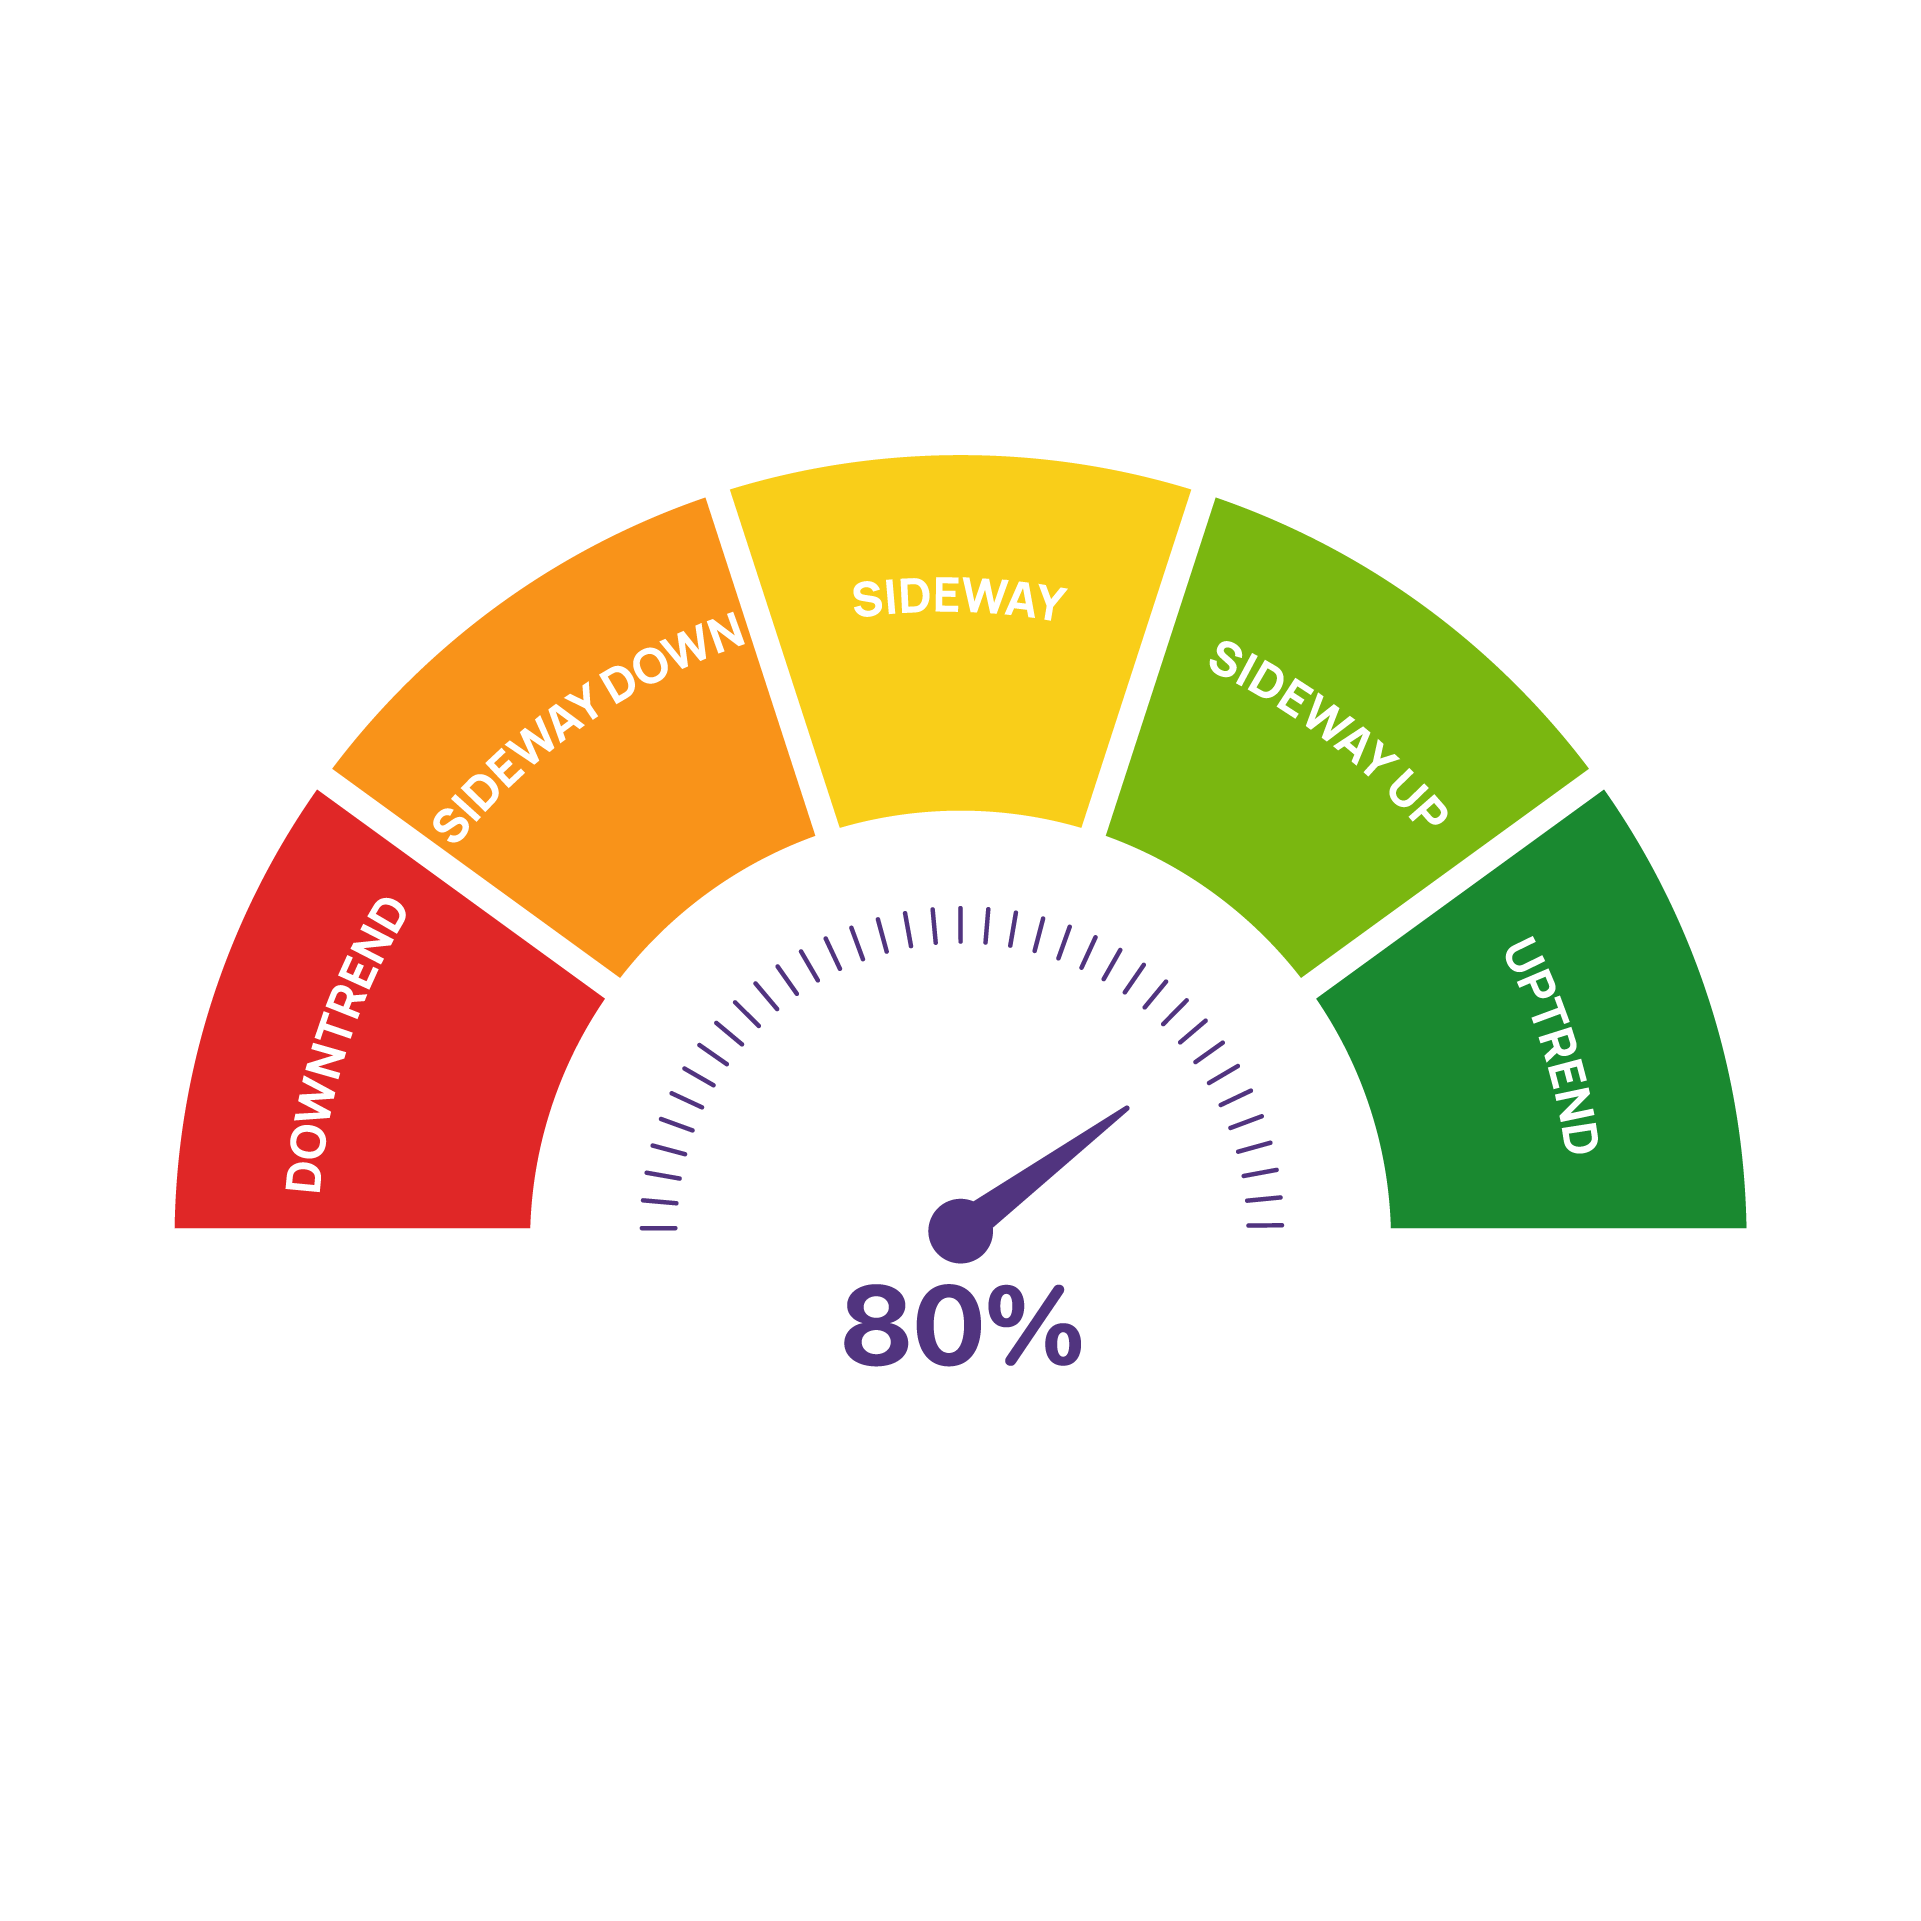 DOWNTREND
SIDEWAY DOWN
SIDEWAY
SIDEWAY UP
UPTREND
80%